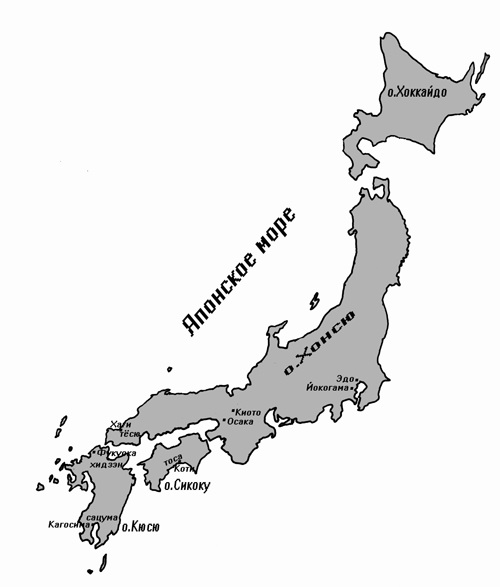 о.Хоккайдо
Японское море
о.Хонсю
Эдо
Йокогама
Киото
Осака
Хаги
тёсю
Фукуока
хидзэн
тоса
Коти
о.Сикоку
сацума
Кагосима
о.Кюсю